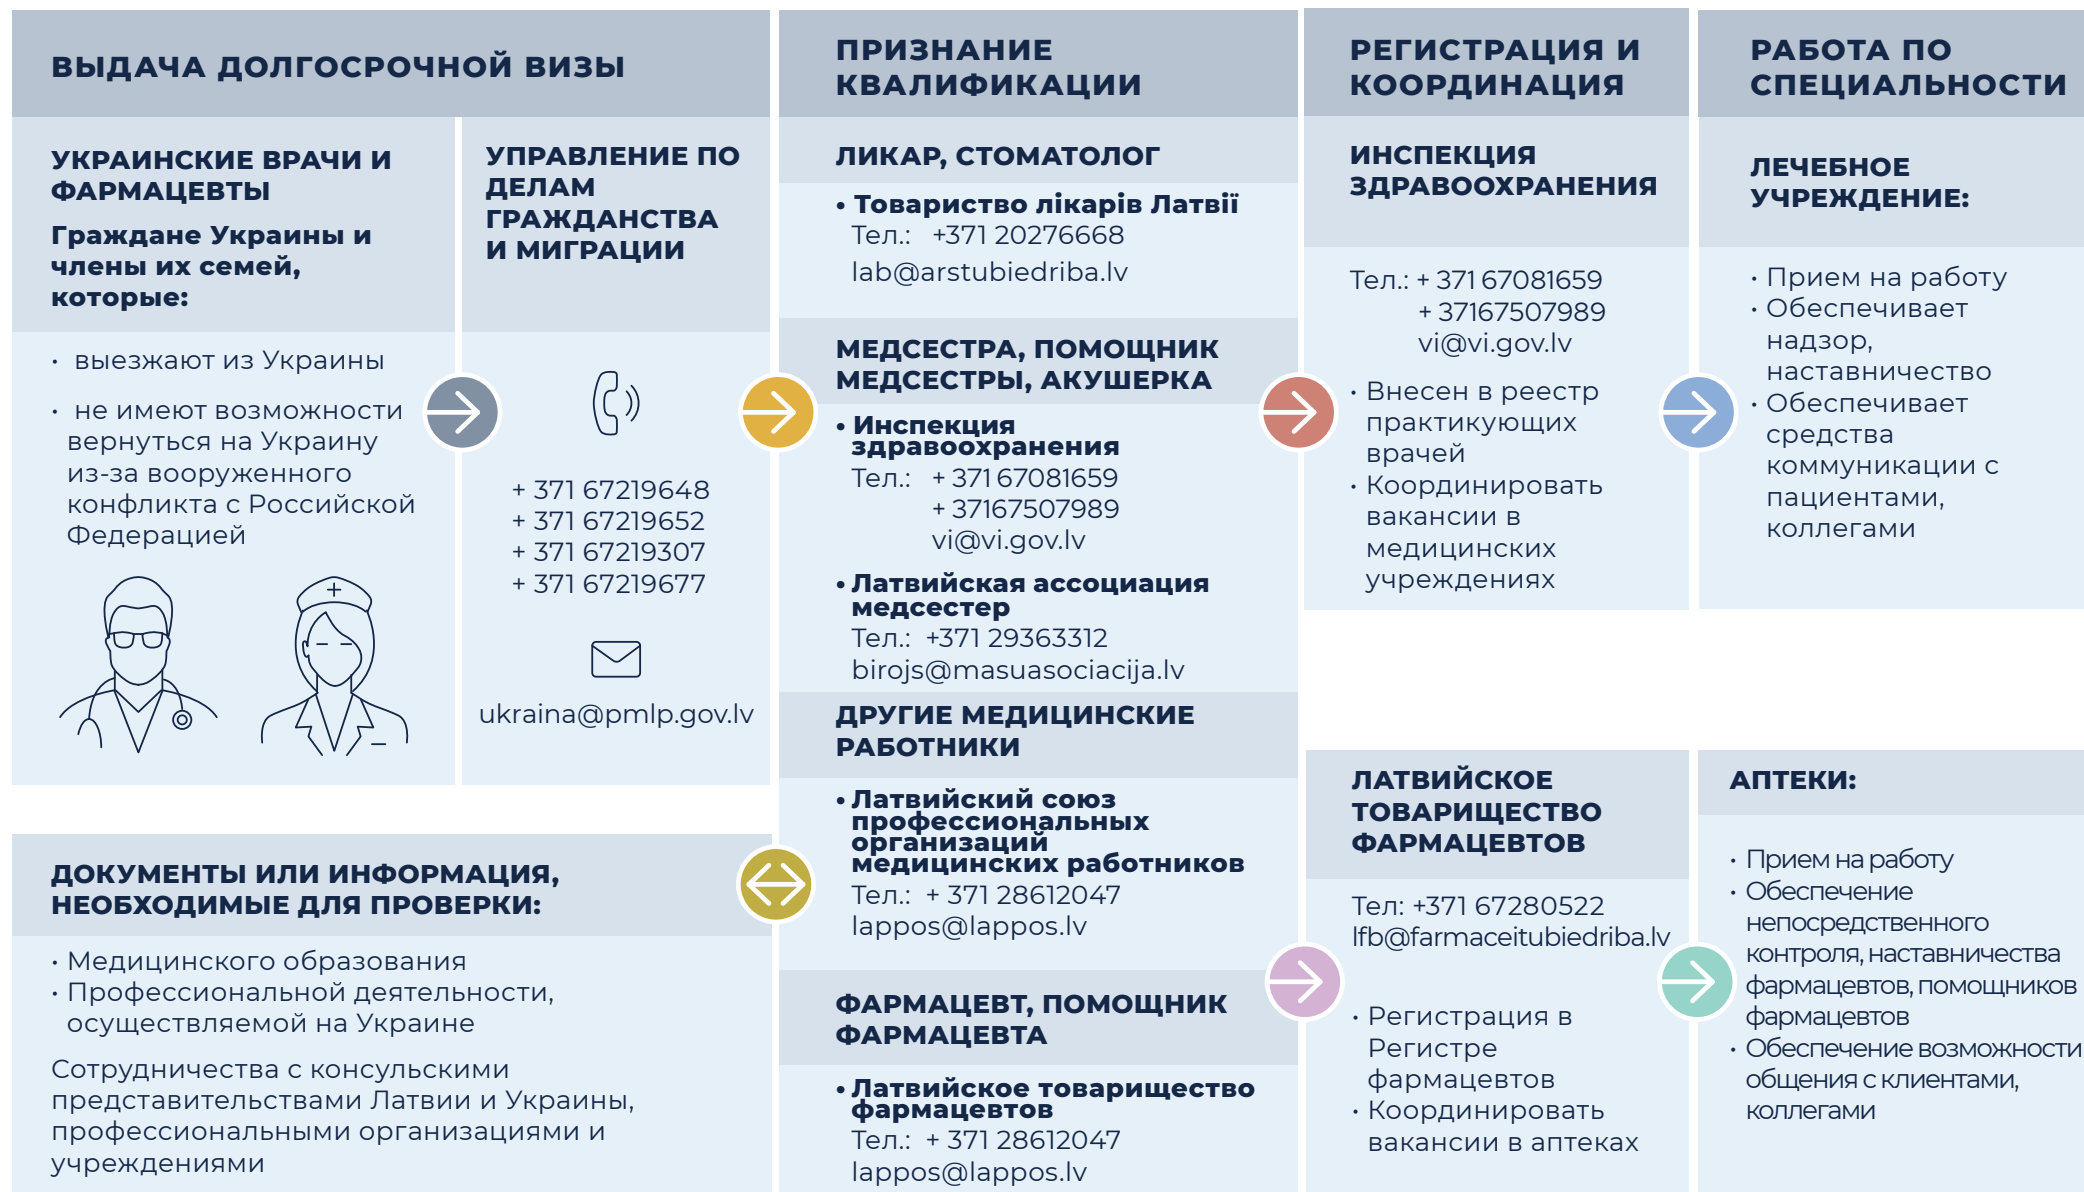 ВЫДАЧА ДОЛГОСРОЧНОЙ ВИЗЫ
УКРАИНСКИЕ ВРАЧИ И
ФАРМАЦЕВТЫ
Граждане Украины и
члены их семей,
которые:
• выезжают из Украины
• не имеют возможности
вернуться на Украину
из-за вооруженного
конфликта с Российской
Федерацией
УПРАВЛЕНИЕ ПО
ДЕЛАМ
ГРАЖДАНСТВА
И МИГРАЦИИ
+ 371 67219648
+ 371 67219652
+ 371 67219307
+ 371 67219677
ukraina@pmlp.gov.lv
ДОКУМЕНТЫ ИЛИ ИНФОРМАЦИЯ,
НЕОБХОДИМЫЕ ДЛЯ ПРОВЕРКИ:
• Медицинского образования
• Профессиональной деятельности,
осуществляемой на Украине
Сотрудничества с консульскими
представительствами Латвии и Украины,
профессиональными организациями и
учреждениями
ПРИЗНАНИЕ
КВАЛИФИКАЦИИ
ЛИКАР, СТОМАТОЛОГ
• Товариство лікарів Латвії
Тел.: +371 20276668
lab@arstubiedriba.lv
МЕДСЕСТРА, ПОМОЩНИК
МЕДСЕСТРЫ, АКУШЕРКА
• Инспекция
здравоохранения
Тел.: + 371 67081659
+ 37167507989
vi@vi.gov.lv
• Латвийская ассоциация
медсестер
Тел.: +371 29363312
birojs@masuasociacija.lv
ДРУГИЕ МЕДИЦИНСКИЕ
РАБОТНИКИ
• Латвийский союз
профессиональных
организаций
медицинских работников
Тел.: + 371 28612047
lappos@lappos.lv
ФАРМАЦЕВТ, ПОМОЩНИК
ФАРМАЦЕВТА
• Латвийское товарищество
фармацевтов
Тел.: + 371 28612047
lappos@lappos.lv
РЕГИСТРАЦИЯ И
КООРДИНАЦИЯ
ИНСПЕКЦИЯ
ЗДРАВООХРАНЕНИЯ
Тел.: + 371 67081659
+ 37167507989
vi@vi.gov.lv
• Внесен в реестр
практикующих
врачей
• Координировать
вакансии в
медицинских
учреждениях
ЛАТВИЙСКОЕ
ТОВАРИЩЕСТВО
ФАРМАЦЕВТОВ
Тел: +371 67280522
lfb@farmaceitubiedriba.lv
• Регистрация в
Регистре
фармацевтов
• Координировать
вакансии в аптеках
РАБОТА ПО
СПЕЦИАЛЬНОСТИ
ЛЕЧЕБНОЕ
УЧРЕЖДЕНИЕ:
• Прием на работу
• Обеспечивает
надзор,
наставничество
• Обеспечивает
средства
коммуникации с
пациентами,
коллегами
АПТЕКИ:
• Прием на работу
• Обеспечение
непосредственного
контроля, наставничества
фармацевтов, помощников
фармацевтов
• Обеспечение возможности
общения с клиентами,
коллегами